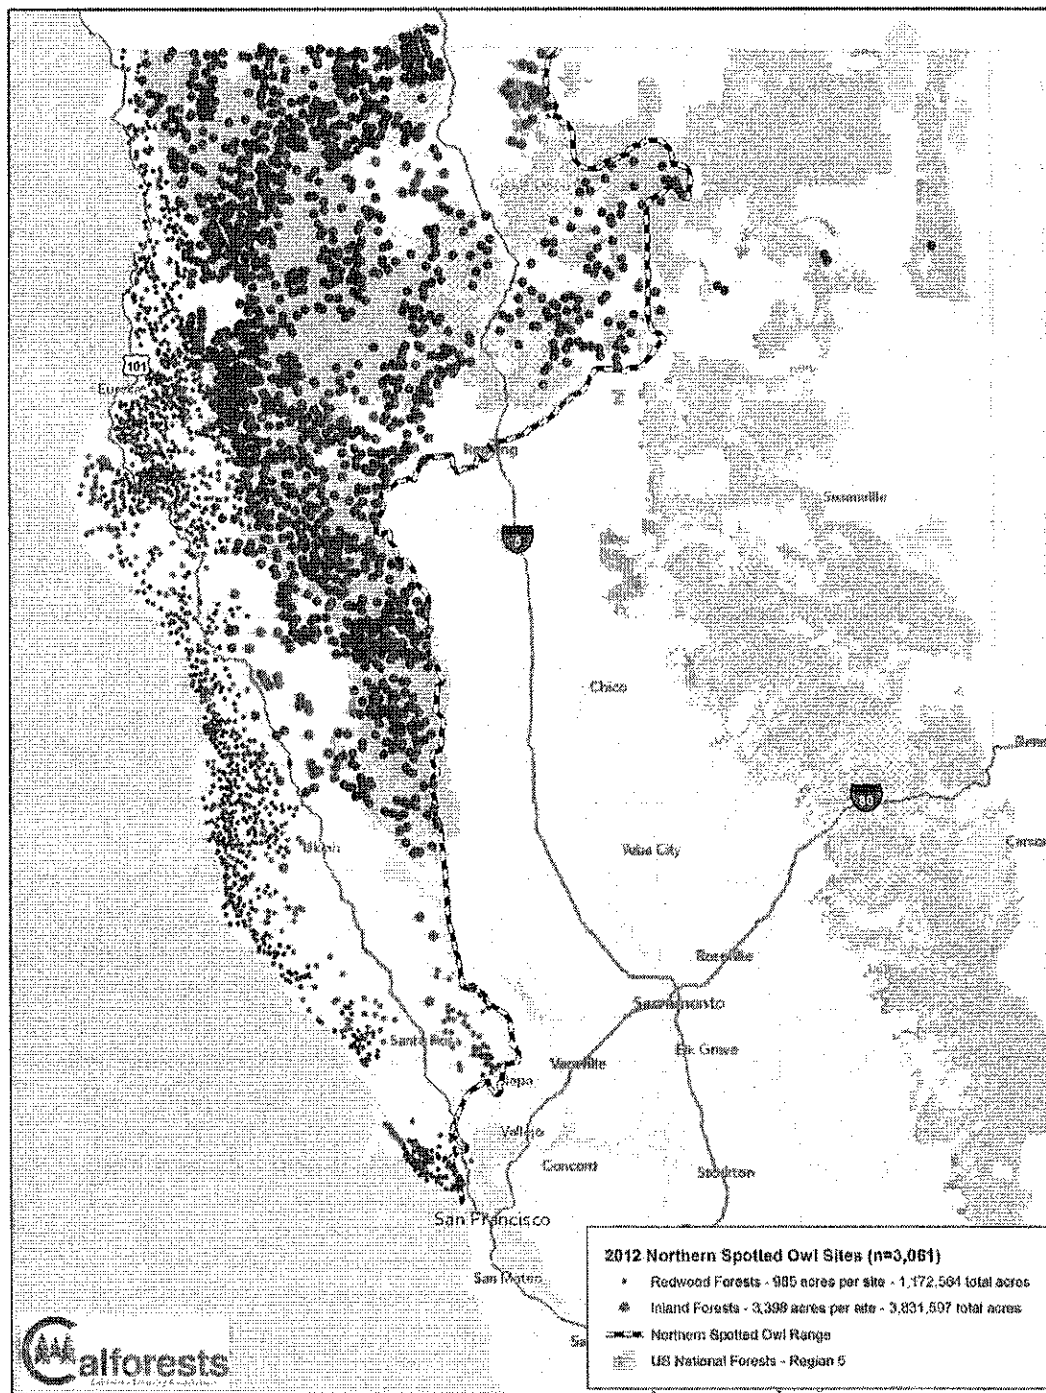 101
Redding
Susanville
5
Chico
80
Ukiah
Yuba City
Roseville
Sacramento
Santa Rosa
Elk Grove
Vacaville
Napa
Vallejo
Concord
Stockton
San Francisco
San Mateo
2012 Northern Spotted Owl Sites (n=3,061)
Redwood Forests - 985 acres per site - 1,172,564 total acres
Inland Forests - 3,398 acres per site - 3,831,597 total acres
Northern Spotted Owl Range
US National Forests - Region 5
Calforests